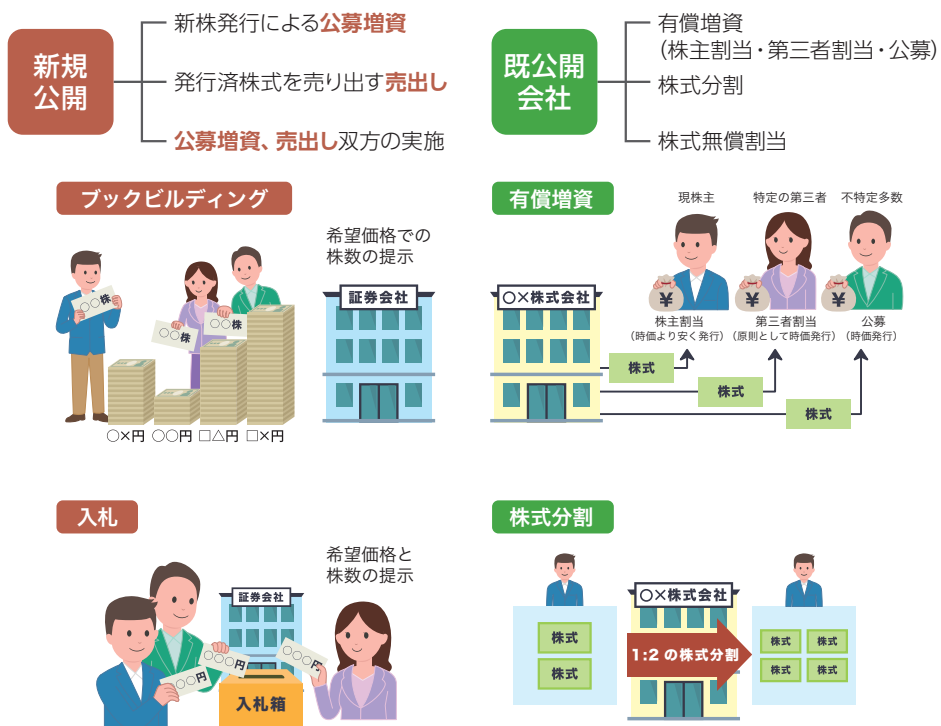 新規
公開
新株発行による公募増資
発行済株式を売り出す売出し
公募増資、売出し双方の実施
既公開
会社
有償増資
(株主割当・第三者割当・公募)
株式分割
株式無償割当
ブックビルディング
希望価格での
株数の提示
証券会社
○○株
○○株
○○株
○×円 ○○円 □△円 □×円
有償増資
現株主
特定の第三者
不特定多数
○×株式会社
¥
¥
¥
株主割当
(時価より安く発行)
第三者割当
(原則として時価発行)
公募
(時価発行)
株式
株式
株式
入札
希望価格と
株数の提示
証券会社
○○○円
○○○円
○○円
入札箱
株式分割
○×株式会社
株式
株式
1:2の株式分割
株式 株式
株式 株式